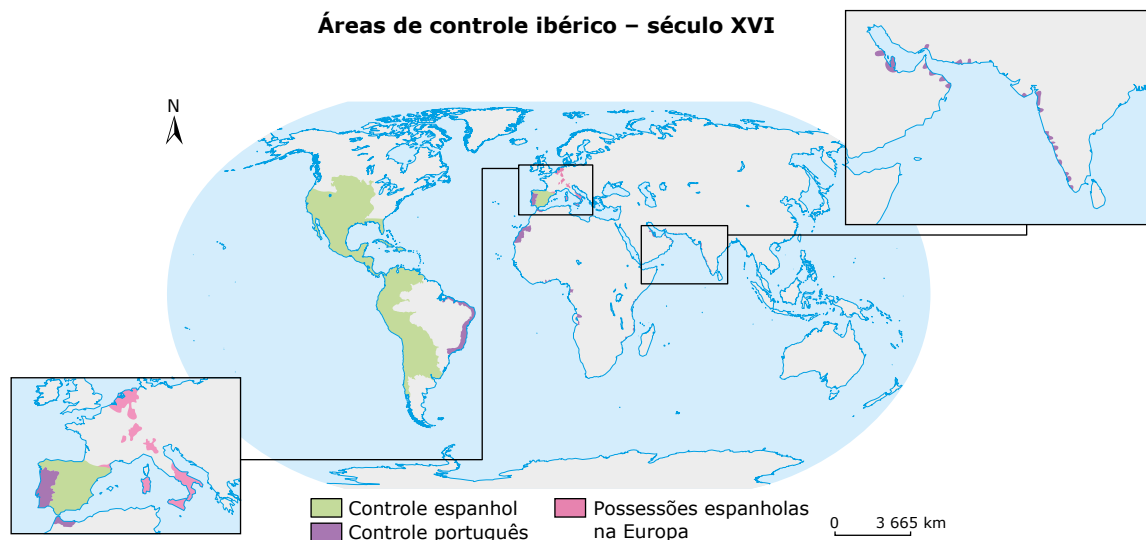 Áreas de controle ibérico – século XVI
N
Controle espanhol
Controle português
Possessões espanholas
na Europa
0 3 665 km